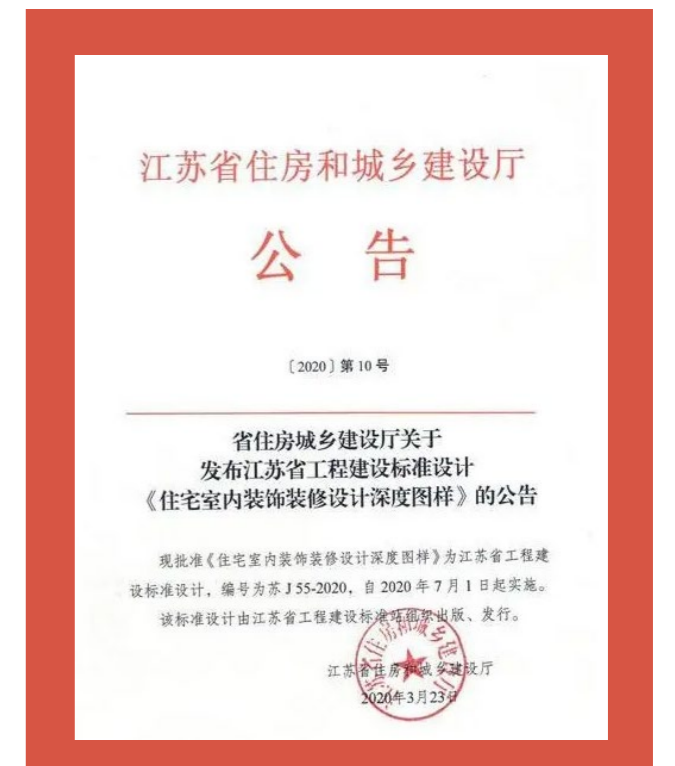 江苏省住房和城乡建设厅
公 告
〔2020〕第 10 号
省住房城乡建设厅关于
发布江苏省工程建设标准设计
《住宅室内装饰装修设计深度图样》的公告
现批准《住宅室内装饰装修设计深度图样》为江苏省工程建
设标准设计，编号为苏 J 55-2020，自 2020 年 7 月 1 日起实施。
该标准设计由江苏省工程建设标准站组织出版、发行。
江苏省住房和城乡建设厅
2020年3月23日